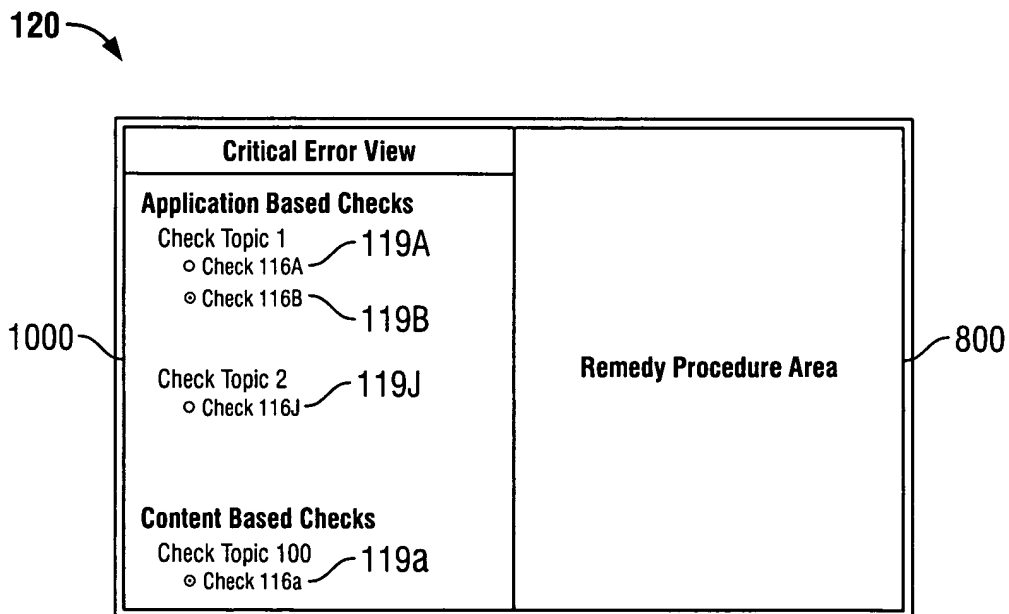 120
Critical Error View
Application Based Checks
Check Topic 1
Check 116A
119A
Check 116B
119B
1000
800
Remedy Procedure Area
Check Topic 2
119J
Check 116J
Content Based Checks
Check Topic 100
119a
Check 116a